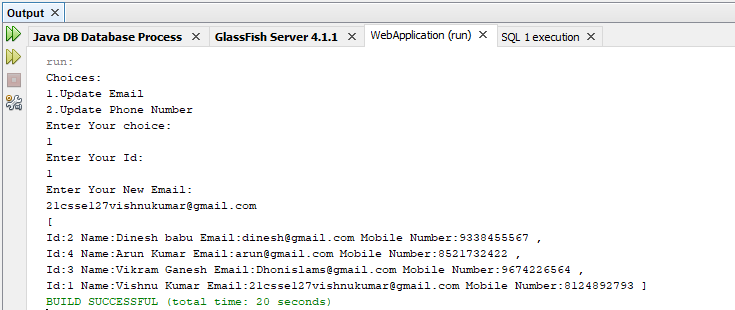 Output
Java DB Database Process GlassFish Server 4.1.1 WebApplication (run) SQL 1 execution
run:
Choices:
1.Update Email
2.Update Phone Number
Enter Your choice:
1
Enter Your Id:
1
Enter Your New Email:
21csse127vishnukumar@gmail.com
[
Id:2 Name:Dinesh babu Email:dinesh@gmail.com Mobile Number:9338455567 ,
Id:4 Name:Arun Kumar Email:arun@gmail.com Mobile Number:8521732422 ,
Id:3 Name:Vikram Ganesh Email:Dhonislams@gmail.com Mobile Number:9674226564 ,
Id:1 Name:Vishnu Kumar Email:21csse127vishnukumar@gmail.com Mobile Number:8124892793 ]
BUILD SUCCESSFUL (total time: 20 seconds)